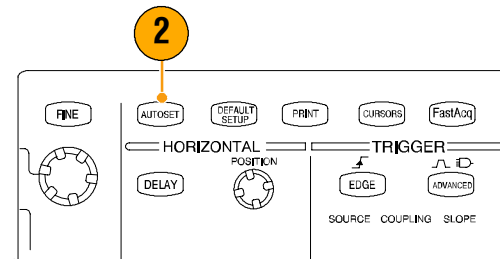 2
FINE AUTOSET DEFAULT SETUP PRINT CURSORS FastAcq
HORIZONTAL TRIGGER
POSITION
DELAY EDGE ADVANCED
SOURCE COUPLING SLOPE